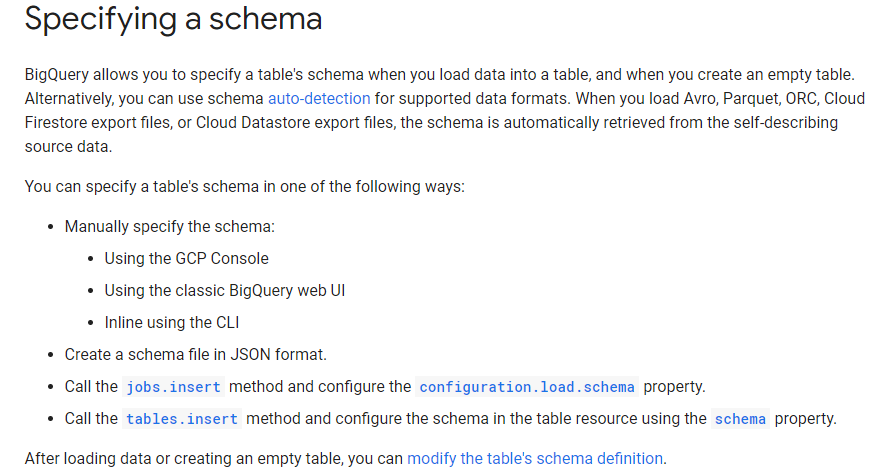 Specifying a schema
BigQuery allows you to specify a table's schema when you load data into a table, and when you create an empty table.
Alternatively, you can use schema auto-detection for supported data formats. When you load Avro, Parquet, ORC, Cloud
Firestore export files, or Cloud Datastore export files, the schema is automatically retrieved from the self-describing
source data.
You can specify a table's schema in one of the following ways:
• Manually specify the schema:
• Using the GCP Console
• Using the classic BigQuery web UI
• Inline using the CLI
• Create a schema file in JSON format.
• Call the jobs.insert method and configure the configuration.load.schema property.
• Call the tables.insert method and configure the schema in the table resource using the schema property.
After loading data or creating an empty table, you can modify the table's schema definition.